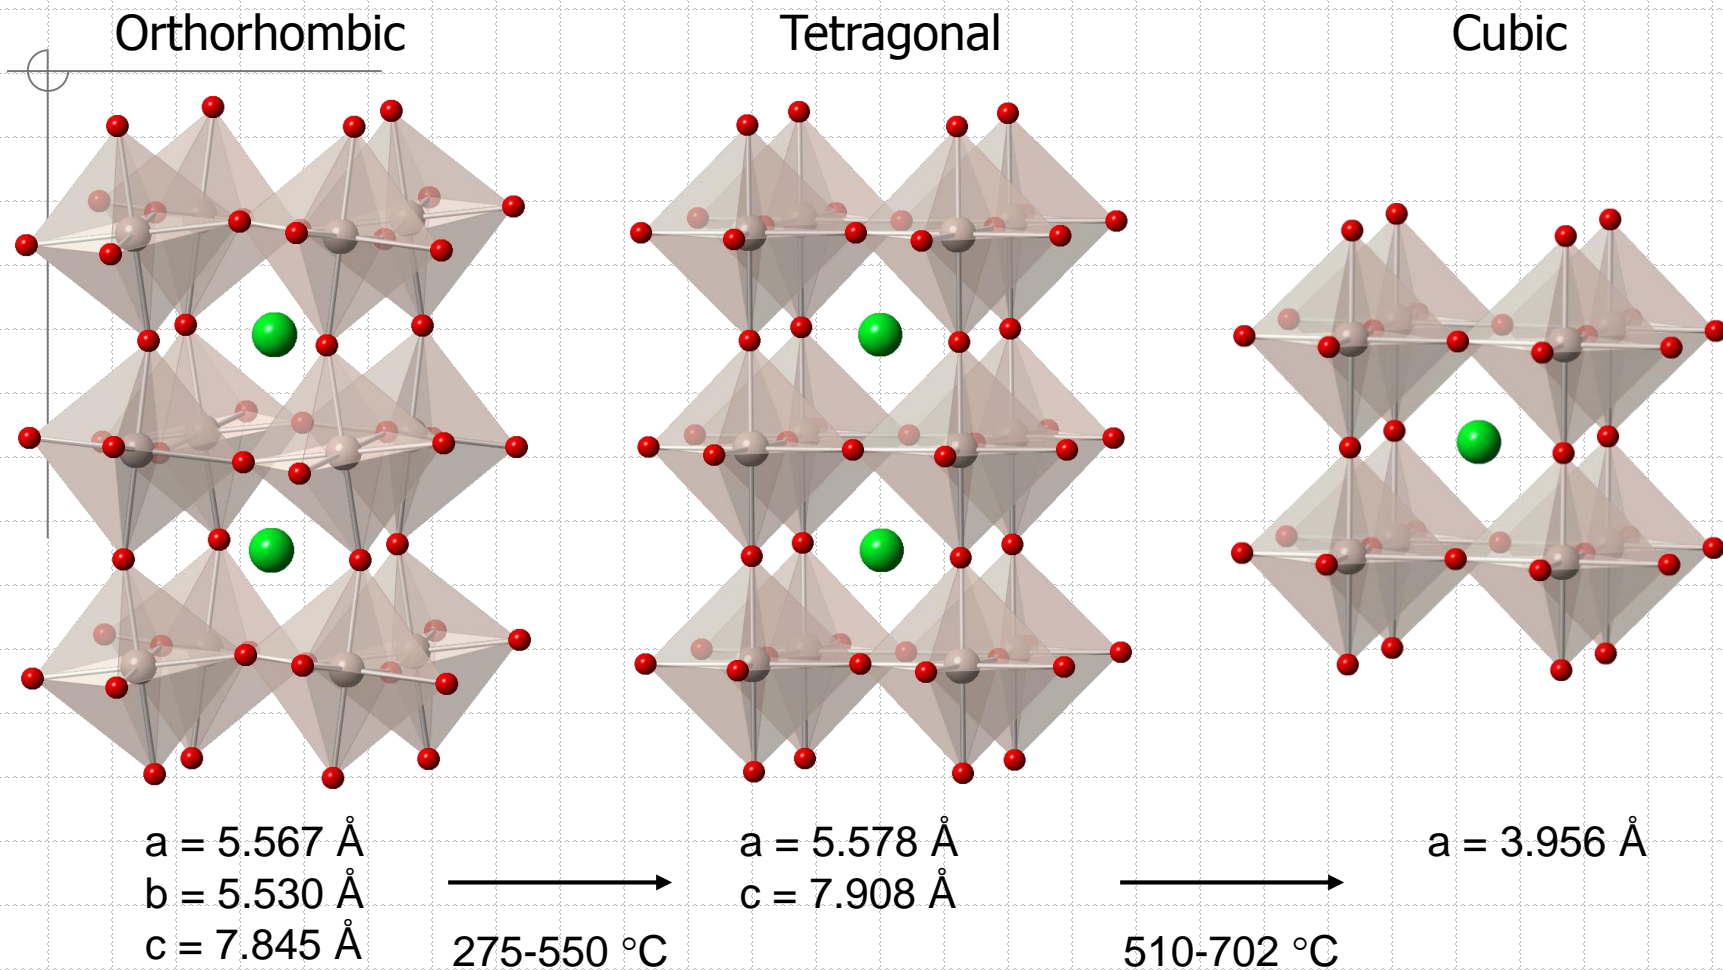 Orthorhombic
Tetragonal
Cubic
a = 5.567 Å
b = 5.530 Å
c = 7.845 Å
275-550 °C
a = 5.578 Å
c = 7.908 Å
510-702 °C
a = 3.956 Å